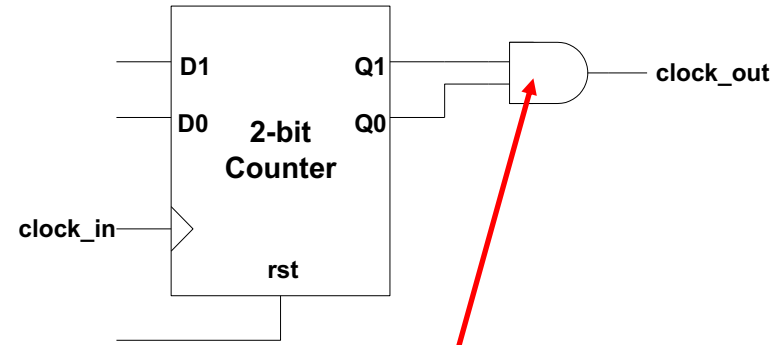 D1
Q1
clock_out
D0
Q0
2-bit
Counter
clock_in
rst